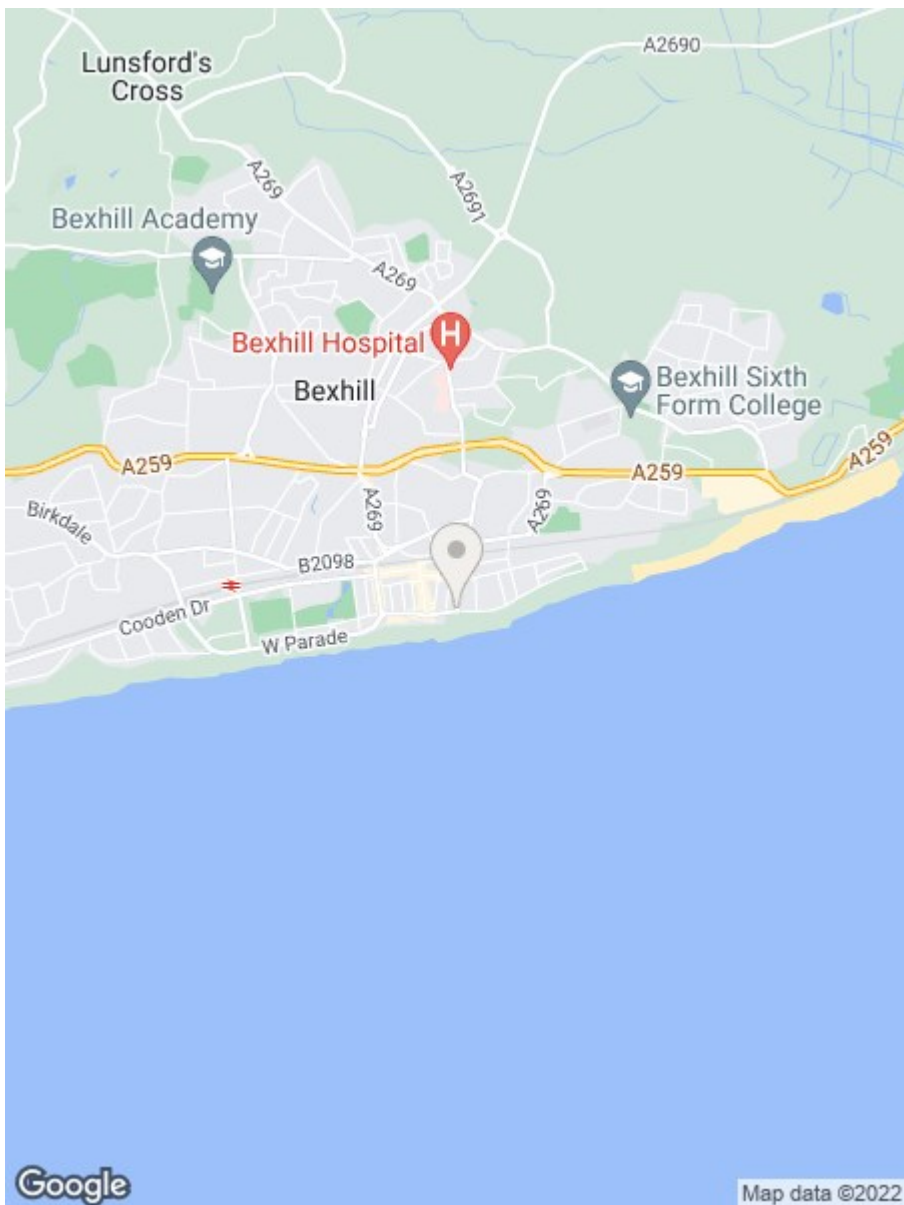 A2690
Lunsford's
Cross
A269
A2691
Bexhill Academy
A269
Bexhill Hospital
H
Bexhill
Bexhill Sixth
Form College
A259
A259
A259
Birkdale
A269
A269
B2098
Cooden Dr
W Parade
Google
Map data ©2022